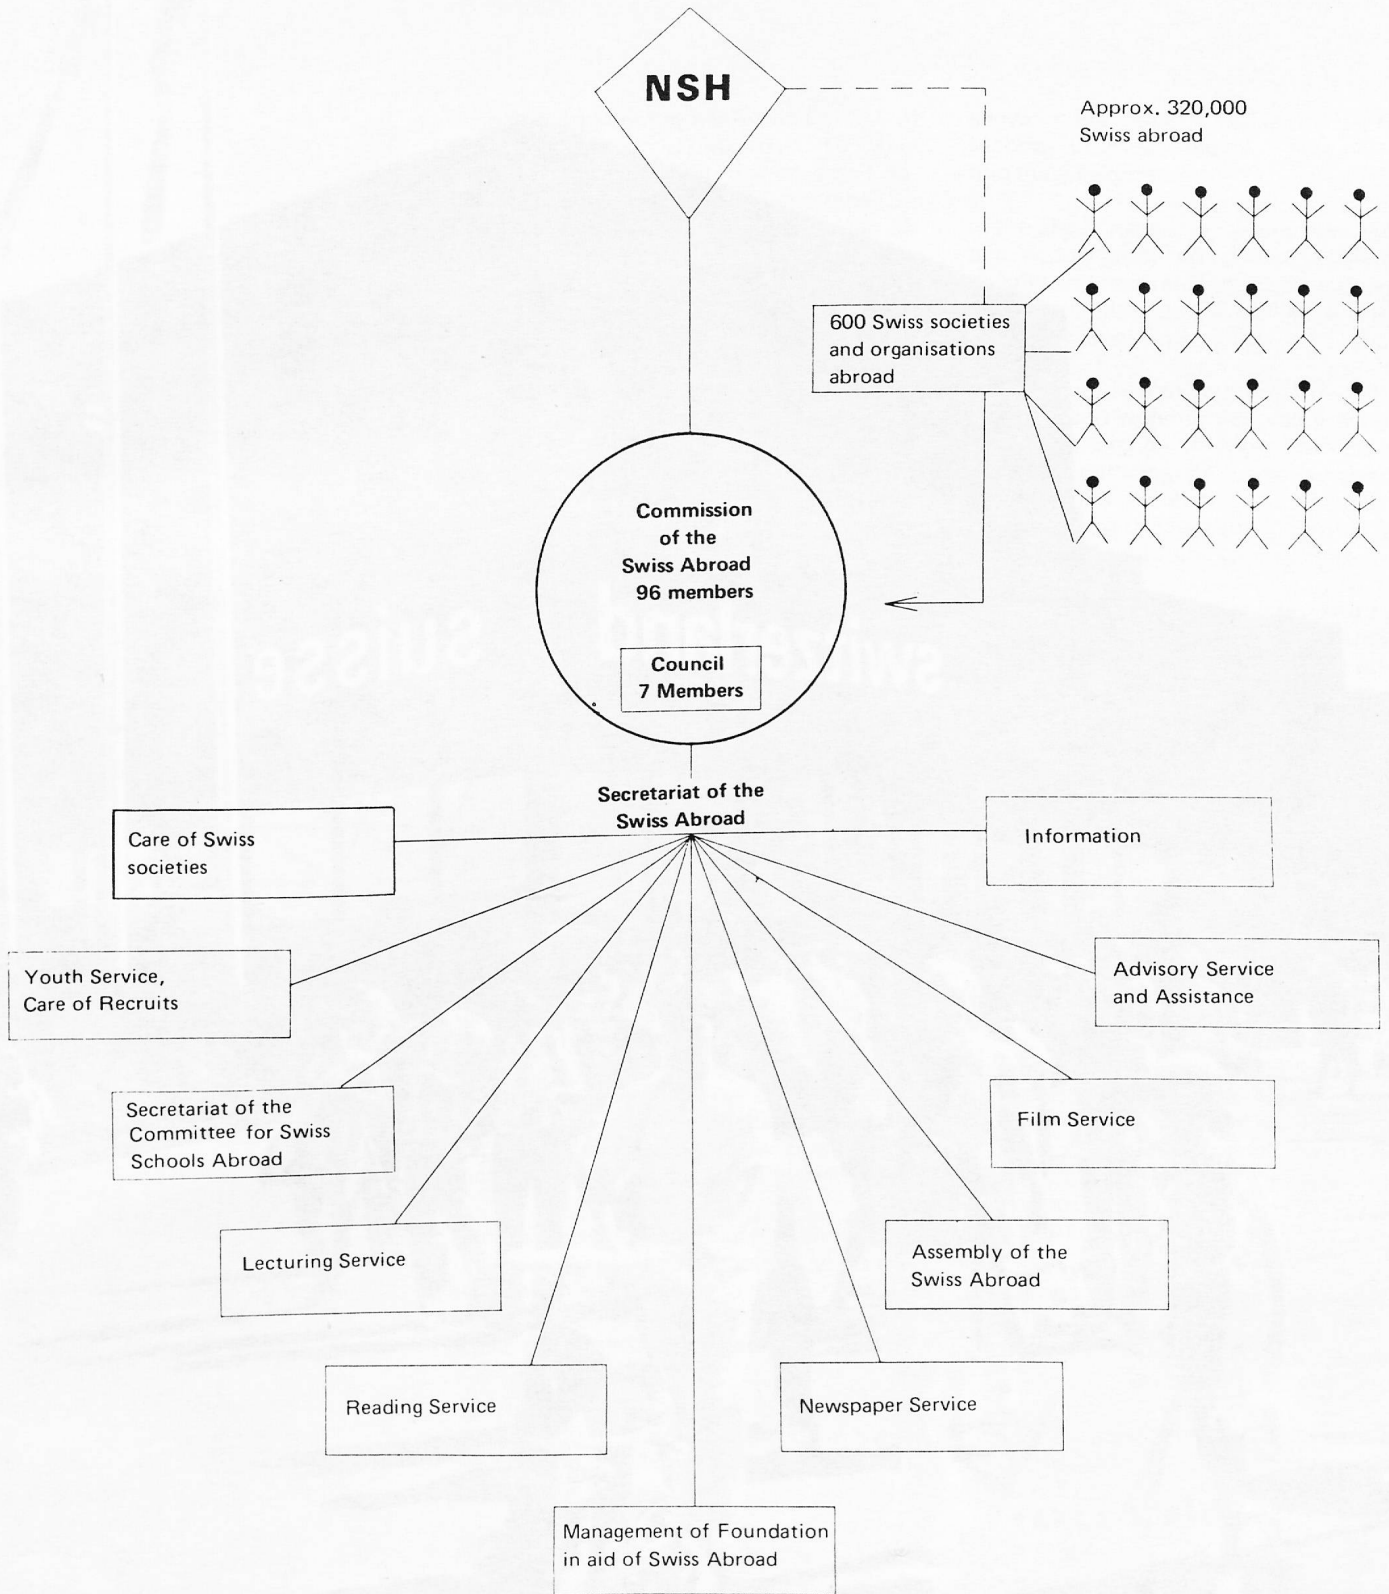 NSH
Approx. 320,000
Swiss abroad
600 Swiss societies
and organisations
abroad
Commission
of the
Swiss Abroad
96 members
Council
7 Members
Secretariat of the
Swiss Abroad
Care of Swiss
societies
Information
Youth Service,
Care of Recruits
Advisory Service
and Assistance
Secretariat of the
Committee for Swiss
Schools Abroad
Film Service
Lecturing Service
Assembly of the
Swiss Abroad
Reading Service
Newspaper Service
Management of Foundation
in aid of Swiss Abroad
switzerland
suisse